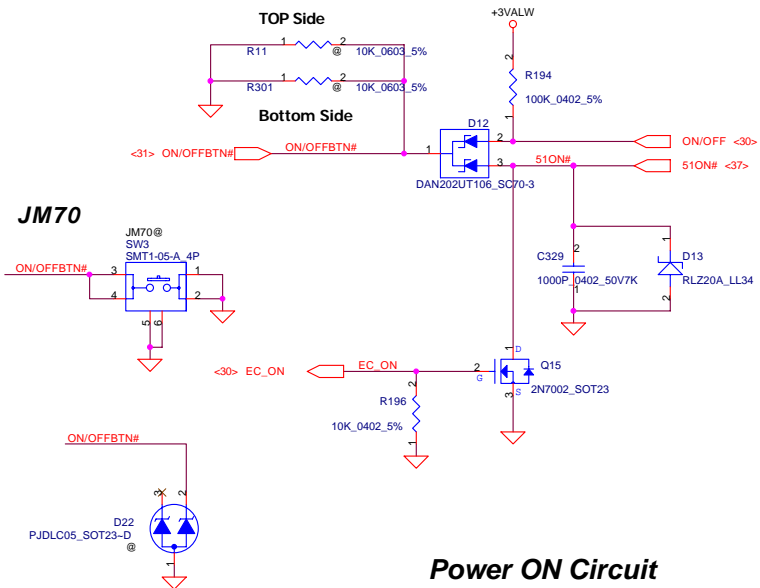 TOP Side
+3VALW
1
2
R11
@
10K_0603_5%
1
2
R301
@
10K_0603_5%
2
R194
100K_0402_5%
1
Bottom Side
D12
<31> ON/OFFBTN#
ON/OFFBTN#
1
2
3
ON/OFF <30>
51ON#
51ON# <37>
DAN202UT106_SC70-3
JM70
JM70@
SW3
SMT1-05-A_4P
ON/OFFBTN#
3
1
4
2
5
6
C329
2
1000P_0402_50V7K
1
1
D13
RLZ20A_LL34
2
<30> EC_ON
EC_ON
2
G
1
D
Q15
S
3
2N7002_SOT23
2
R196
10K_0402_5%
1
ON/OFFBTN#
3
2
D22
PJDLC05_SOT23~D
@
1
Power ON Circuit